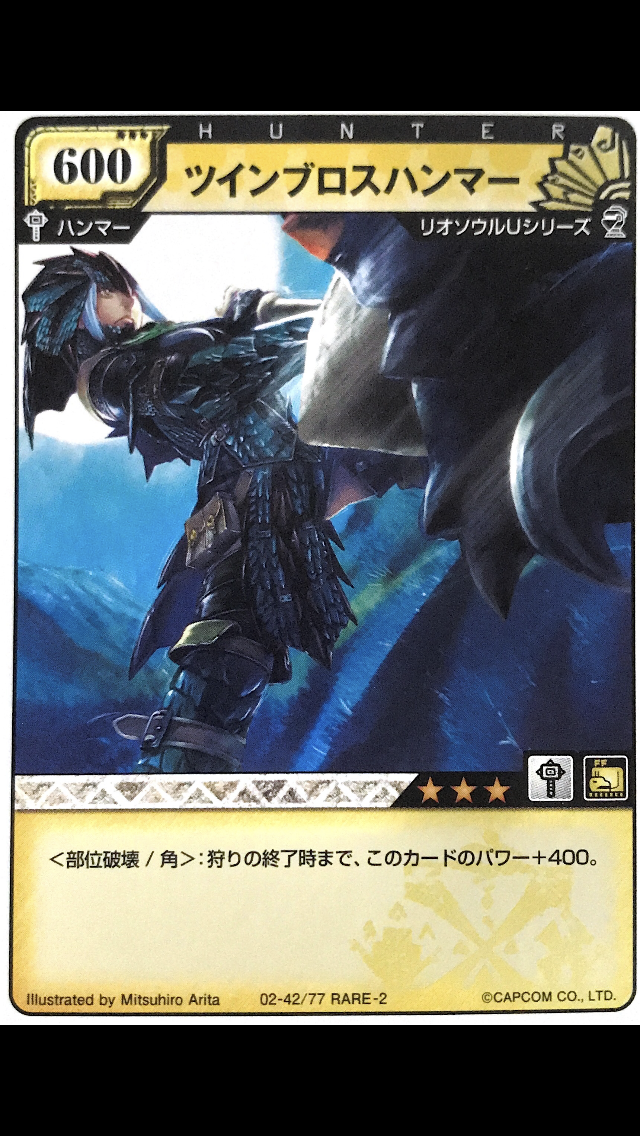 HUNTER
600
ツインブロスハンマー
ハンマー
リオソウルUシリーズ
FF
<部位破壊 / 角>:狩りの終了時まで、このカードのパワー+400。
Illustrated by Mitsuhiro Arita 02-42/77 RARE-2 ©CAPCOM CO., LTD.